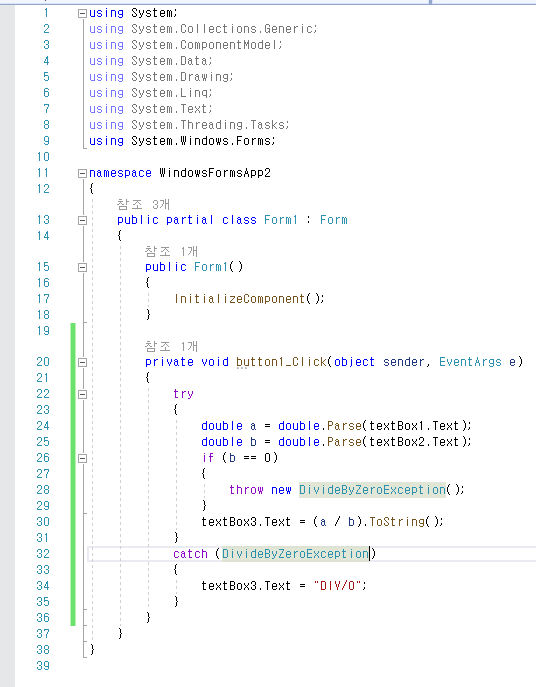 1 using System;
2 using System.Collections.Generic;
3 using System.ComponentModel;
4 using System.Data;
5 using System.Drawing;
6 using System.Linq;
7 using System.Text;
8 using System.Threading.Tasks;
9 using System.Windows.Forms;
10
11 namespace WindowsFormsApp2
12 {
참조 3개
13 public partial class Form1 : Form
14 {
참조 1개
15 public Form1()
16 {
17 InitializeComponent();
18 }
19
참조 1개
20 private void button1_Click(object sender, EventArgs e)
21 {
22 try
23 {
24 double a = double.Parse(textBox1.Text);
25 double b = double.Parse(textBox2.Text);
26 if (b == 0)
27 {
28 throw new DivideByZeroException();
29 }
30 textBox3.Text = (a / b).ToString();
31 }
32 catch (DivideByZeroException)
33 {
34 textBox3.Text = "DIV/0";
35 }
36 }
37 }
38 }
39